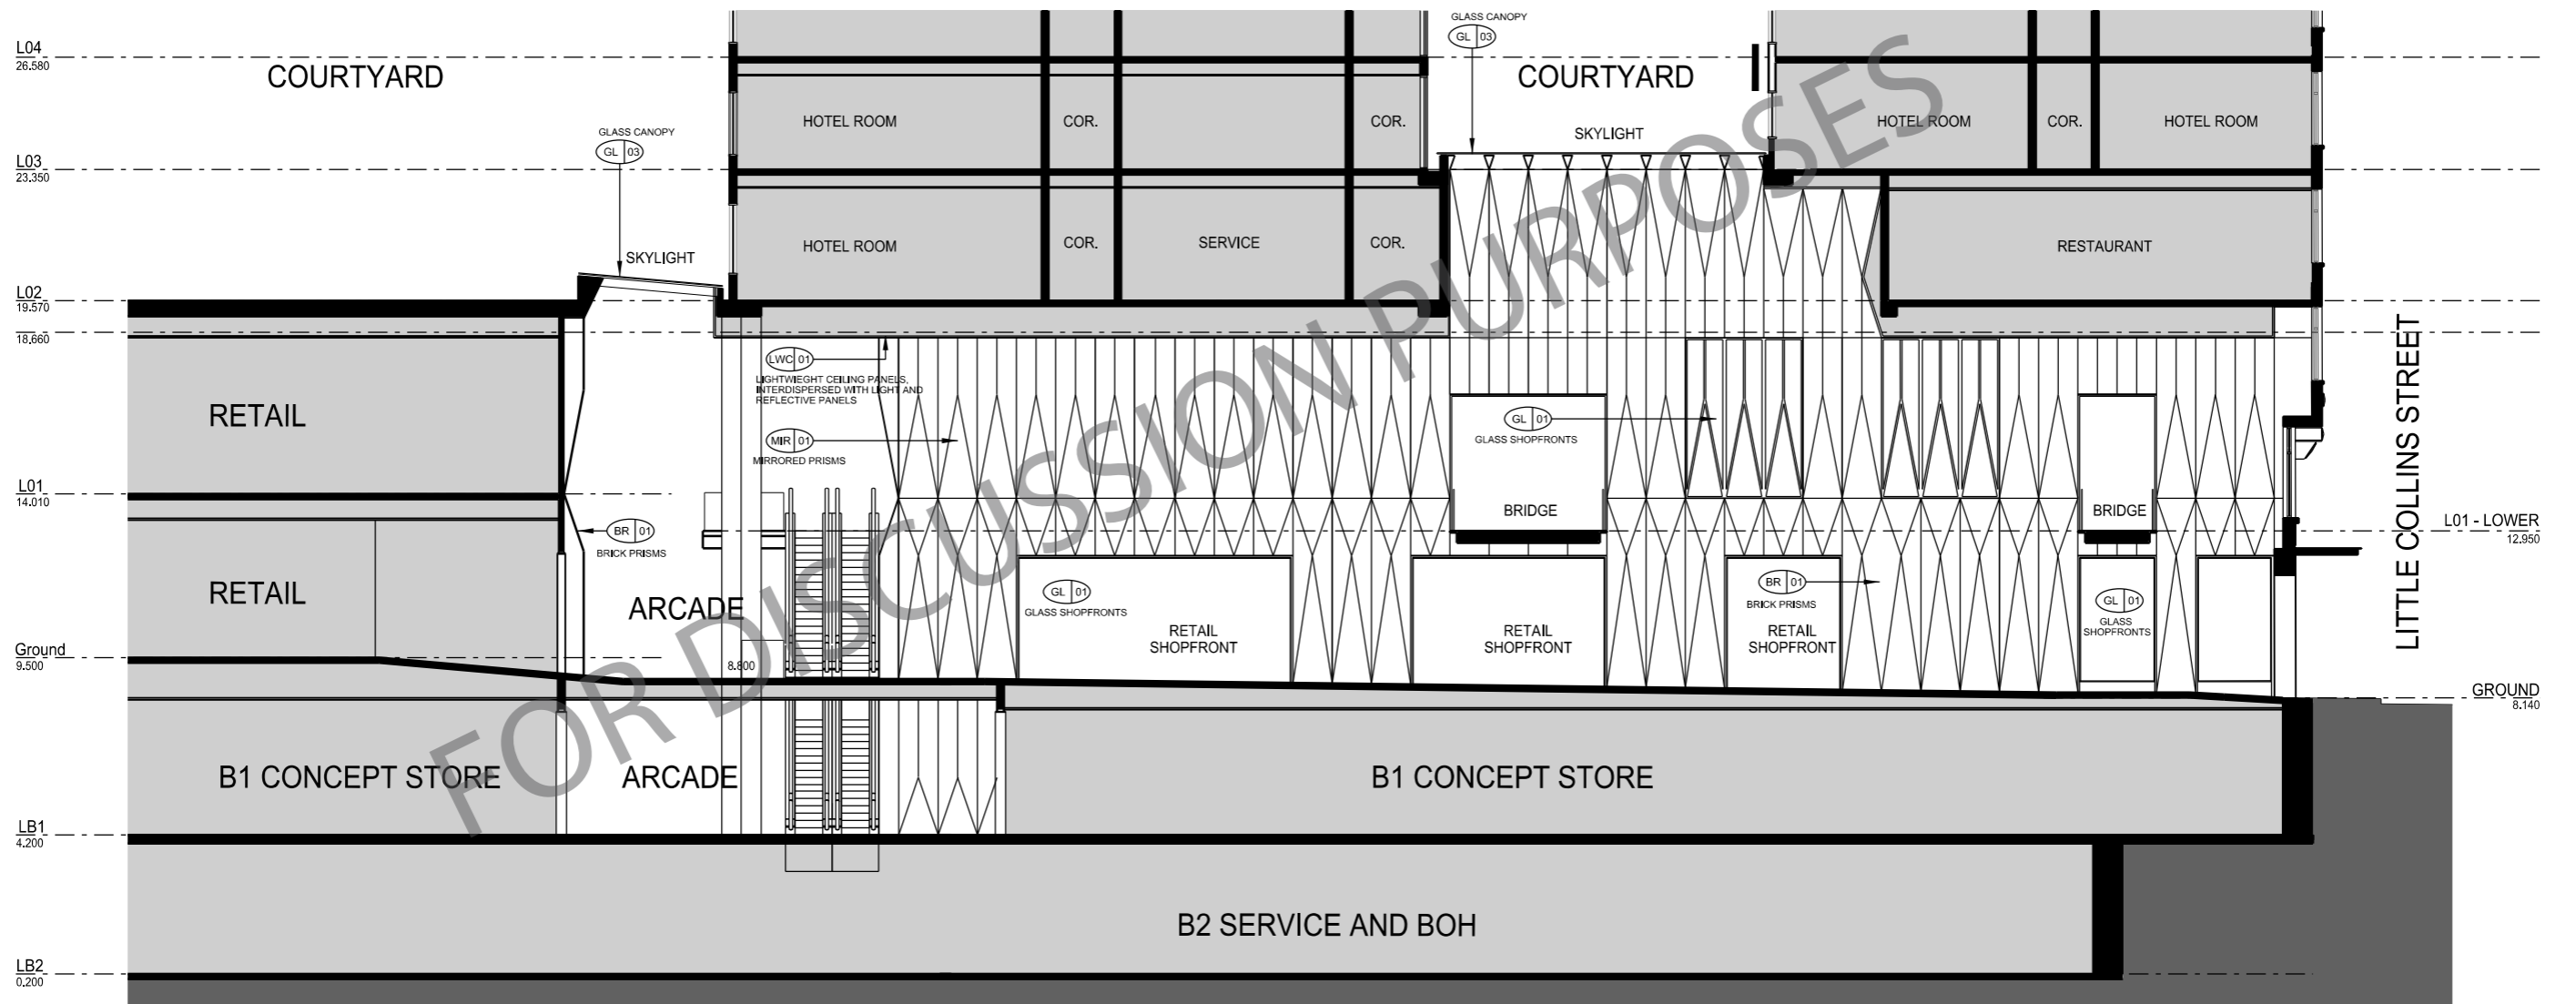 GLASS CANOPY
GL 03
L04
26.580
COURTYARD
COURTYARD
HOTEL ROOM
COR.
COR.
SKYLIGHT
HOTEL ROOM
COR.
HOTEL ROOM
GLASS CANOPY
GL 03
L03
23.350
HOTEL ROOM
COR.
SERVICE
COR.
RESTAURANT
SKYLIGHT
L02
19.570
18.660
LWC 01
LIGHTWIEGHT CEILING PANELS,
INTERDISPERSED WITH LIGHT AND
REFLECTIVE PANELS
RETAIL
MIR 01
MIRRORED PRISMS
GL 01
GLASS SHOPFRONTS
L01
14.010
BRIDGE
BRIDGE
BR 01
BRICK PRISMS
L01 - LOWER
12.950
LITTLE COLLINS STREET
RETAIL
ARCADE
GL 01
GLASS SHOPFRONTS
BR 01
BRICK PRISMS
GL 01
GLASS
SHOPFRONTS
RETAIL
SHOPFRONT
RETAIL
SHOPFRONT
RETAIL
SHOPFRONT
Ground
9.500
8.800
GROUND
8.140
B1 CONCEPT STORE
ARCADE
B1 CONCEPT STORE
LB1
4.200
B2 SERVICE AND BOH
LB2
0.200
FOR DISCUSSION PURPOSES